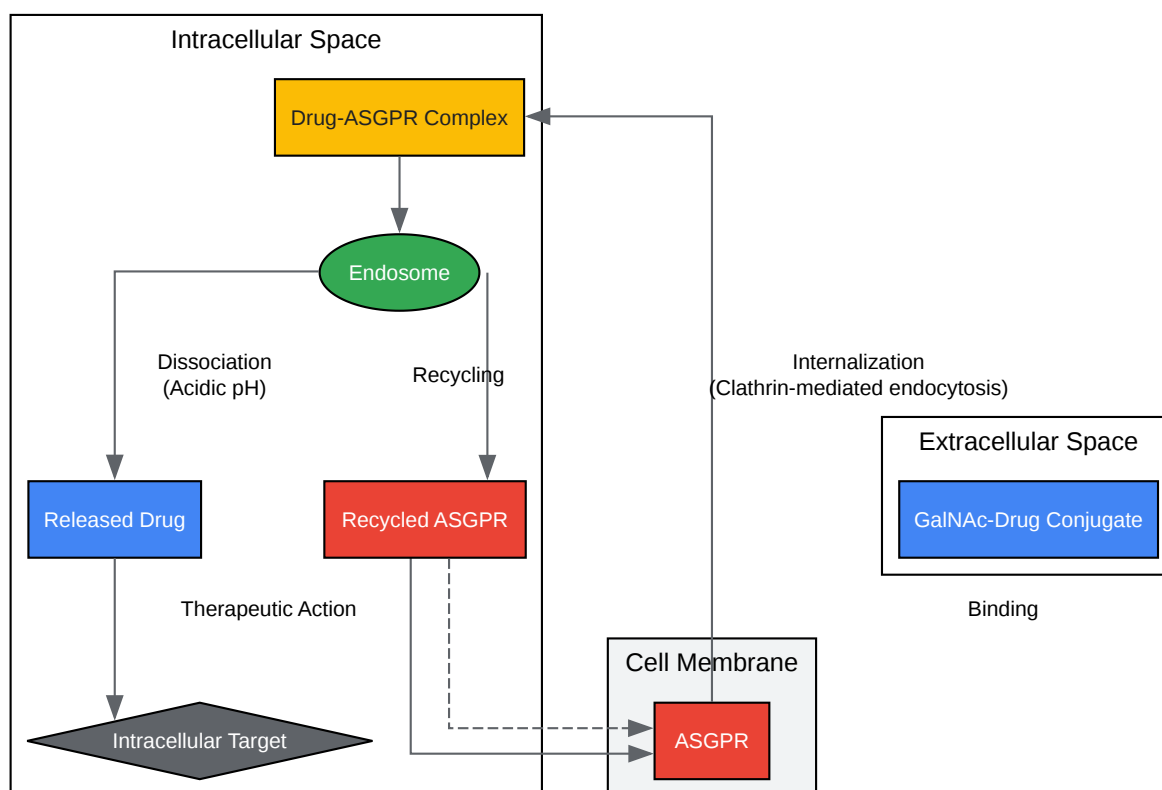 Intracellular Space
Drug-ASGPR Complex
Endosome
Dissociation
(Acidic pH)
Recycling
Internalization
(Clathrin-mediated endocytosis)
Extracellular Space
GalNAc-Drug Conjugate
Released Drug
Recycled ASGPR
Therapeutic Action
Binding
Cell Membrane
ASGPR
Intracellular Target